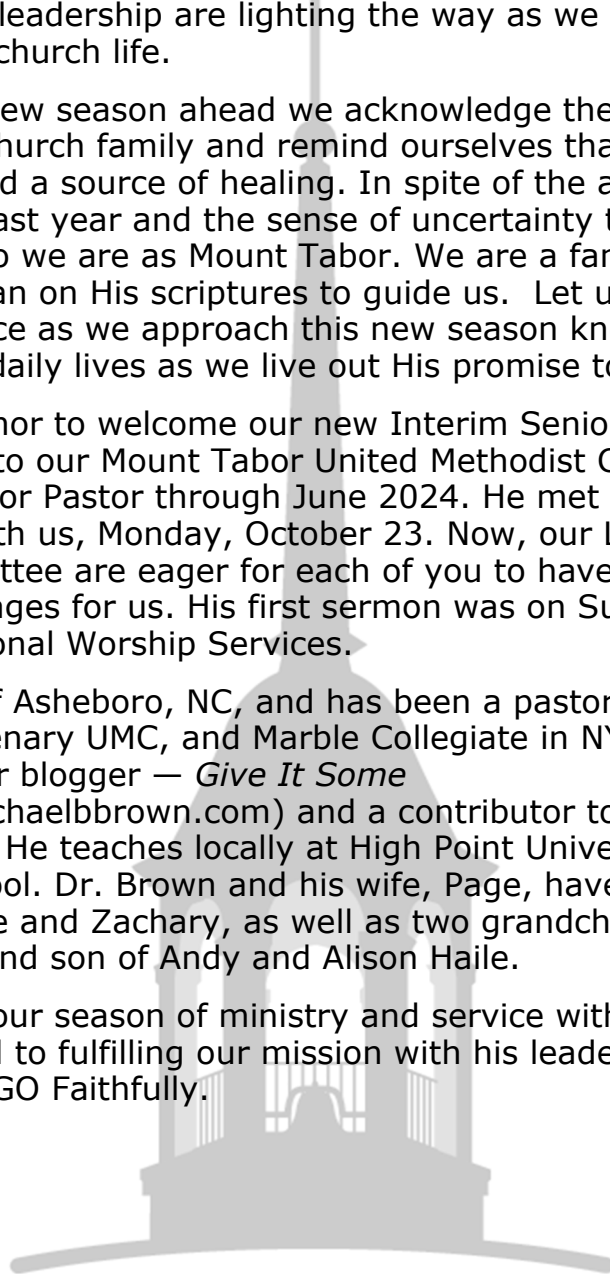 leadership are lighting the way as we
church life.
ew season ahead we acknowledge the
hurch family and remind ourselves tha
d a source of healing. In spite of the a
ast year and the sense of uncertainty t
o we are as Mount Tabor. We are a fam
an on His scriptures to guide us. Let u
ce as we approach this new season kn
daily lives as we live out His promise to
nor to welcome our new Interim Senio
to our Mount Tabor United Methodist C
or Pastor through June 2024. He met
th us, Monday, October 23. Now, our L
ttee are eager for each of you to have
ages for us. His first sermon was on Su
onal Worship Services.
f Asheboro, NC, and has been a pastor
enary UMC, and Marble Collegiate in NY
r blogger — Give It Some
chaelbbrown.com) and a contributor to
He teaches locally at High Point Unive
ool. Dr. Brown and his wife, Page, have
e and Zachary, as well as two grandch
nd son of Andy and Alison Haile.
our season of ministry and service with
d to fulfilling our mission with his leade
GO Faithfully.